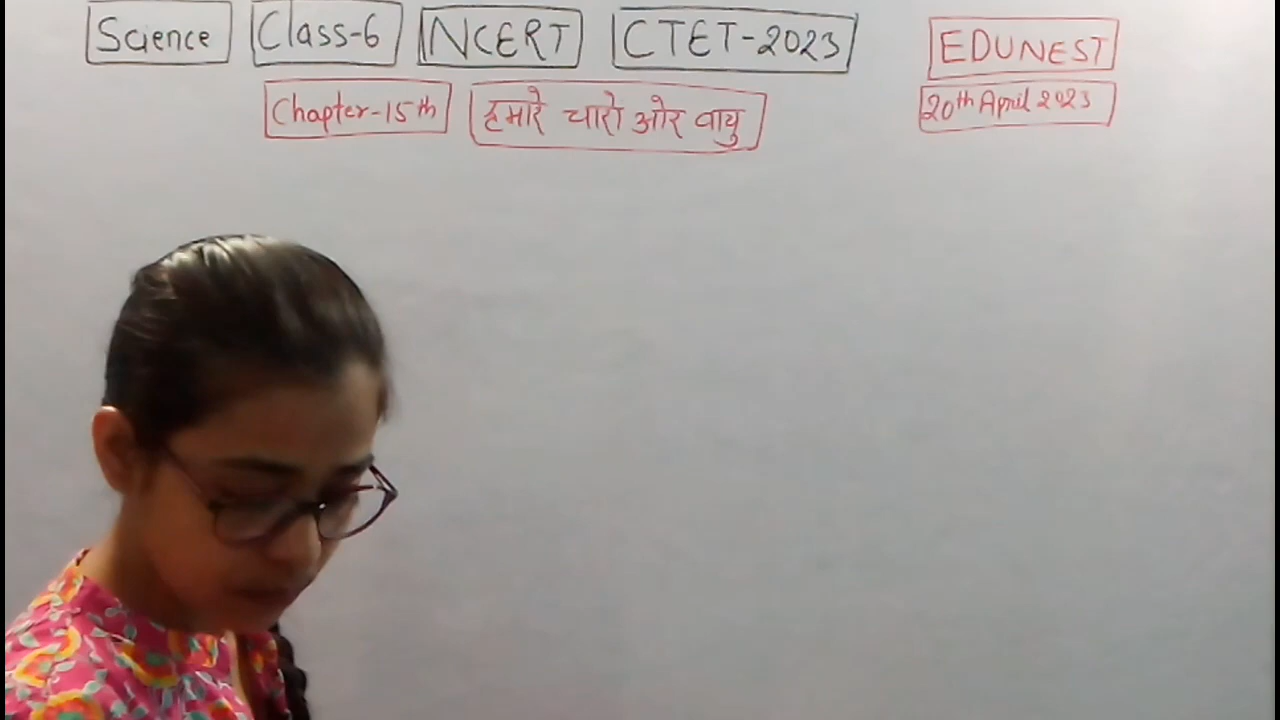 Science Class-6 NCERT CTET-2023 EDUNEST
Chapter-15th हमारे चारो ओर वायु 20th April 2023